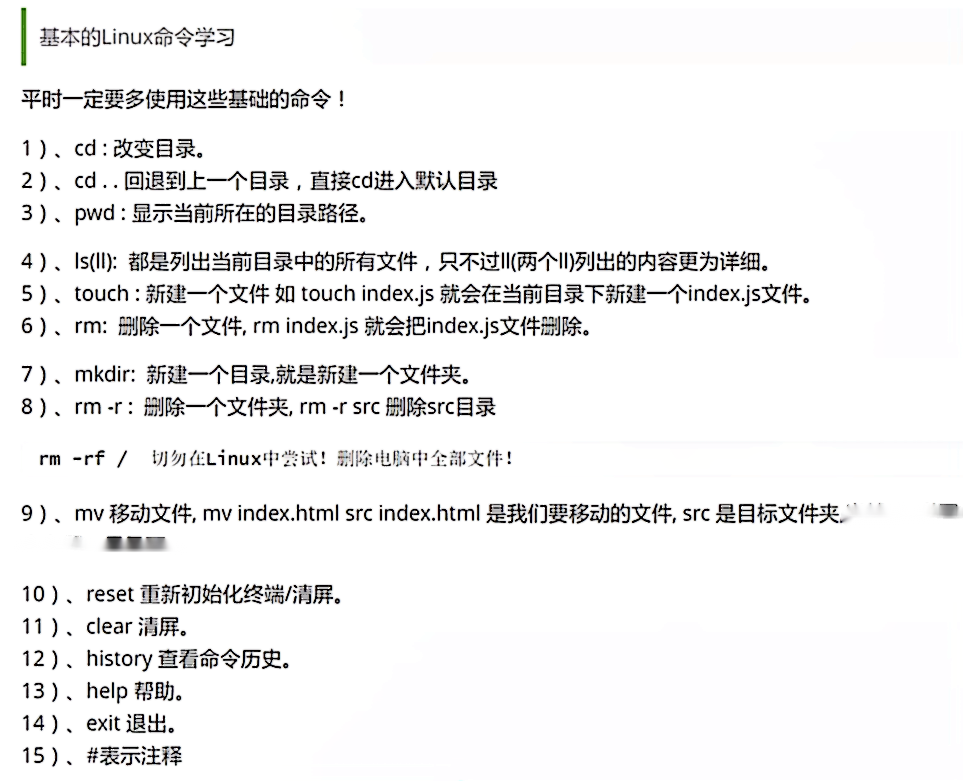 基本的Linux命令学习
平时一定要多使用这些基础的命令！
1）、cd : 改变目录。
2）、cd . . 回退到上一个目录，直接cd进入默认目录
3）、pwd : 显示当前所在的目录路径。
4）、ls(ll):  都是列出当前目录中的所有文件，只不过ll(两个ll)列出的内容更为详细。
5）、touch : 新建一个文件 如 touch index.js 就会在当前目录下新建一个index.js文件。
6）、rm:  删除一个文件, rm index.js 就会把index.js文件删除。
7）、mkdir:  新建一个目录,就是新建一个文件夹。
8）、rm -r :  删除一个文件夹, rm -r src 删除src目录
rm -rf /  切勿在Linux中尝试！删除电脑中全部文件！
9）、mv 移动文件, mv index.html src index.html 是我们要移动的文件, src 是目标文件夹
10）、reset 重新初始化终端/清屏。
11）、clear 清屏。
12）、history 查看命令历史。
13）、help 帮助。
14）、exit 退出。
15）、#表示注释